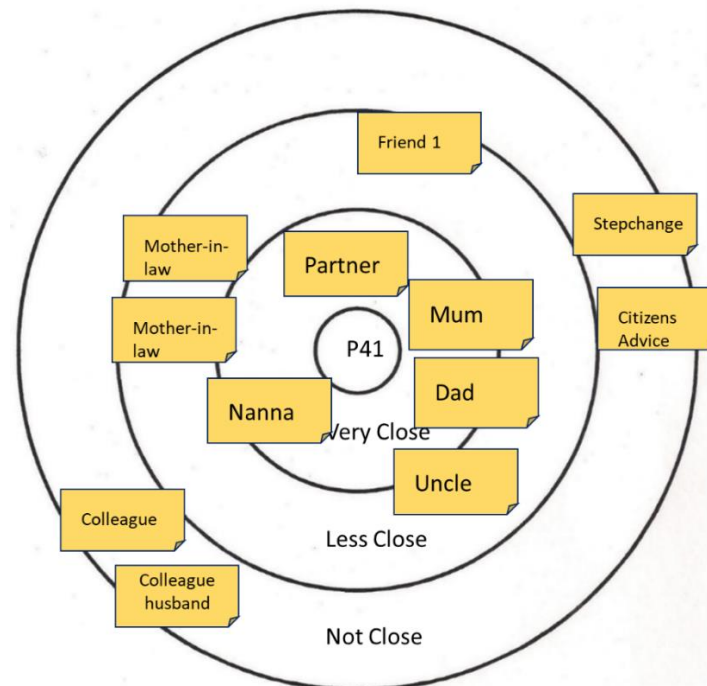 Friend 1
Stepchange
Mother-in-
law
Partner
Citizens
Advice
Mother-in-
law
Mum
P41
Dad
Nanna
Very Close
Uncle
Colleague
Less Close
Colleague
husband
Not Close